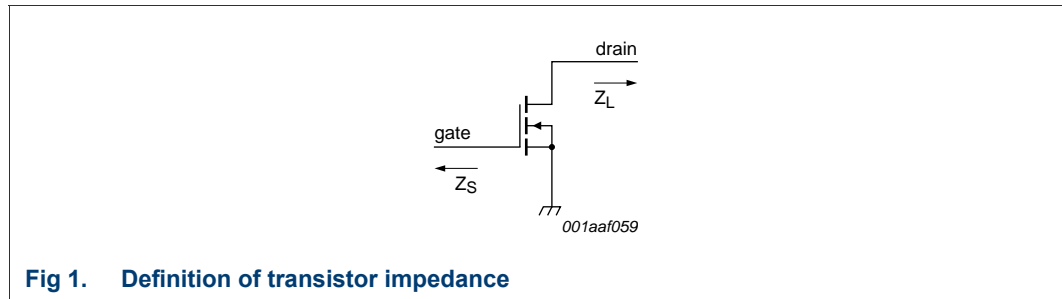 drain
Z_L
gate
Z_S
001aaf059
Fig 1. Definition of transistor impedance